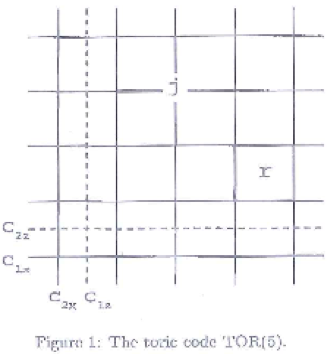 j
r
C2z
C1x
C2x C1z
Figure 1: The toric code TOR(5).